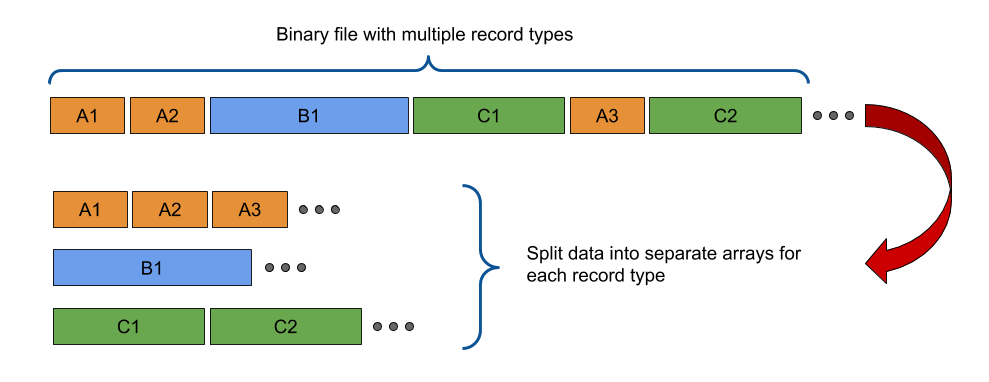 Binary file with multiple record types
A1 A2 B1 C1 A3 C2
A1 A2 A3
B1
Split data into separate arrays for
each record type
C1 C2